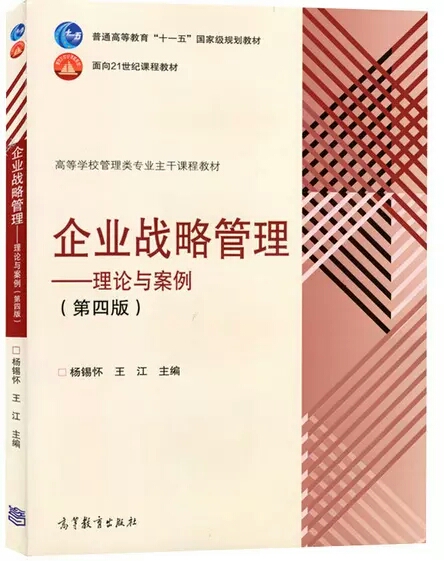 普通高等教育“十一五”国家级规划教材
面向21世纪课程教材
高等学校管理类专业主干课程教材
企业战略管理
——理论与案例
（第四版）
□ 杨锡怀 王 江 主编
高等教育出版社
企业战略管理——理论与案例（第四版）
□ 杨锡怀 王 江 主编